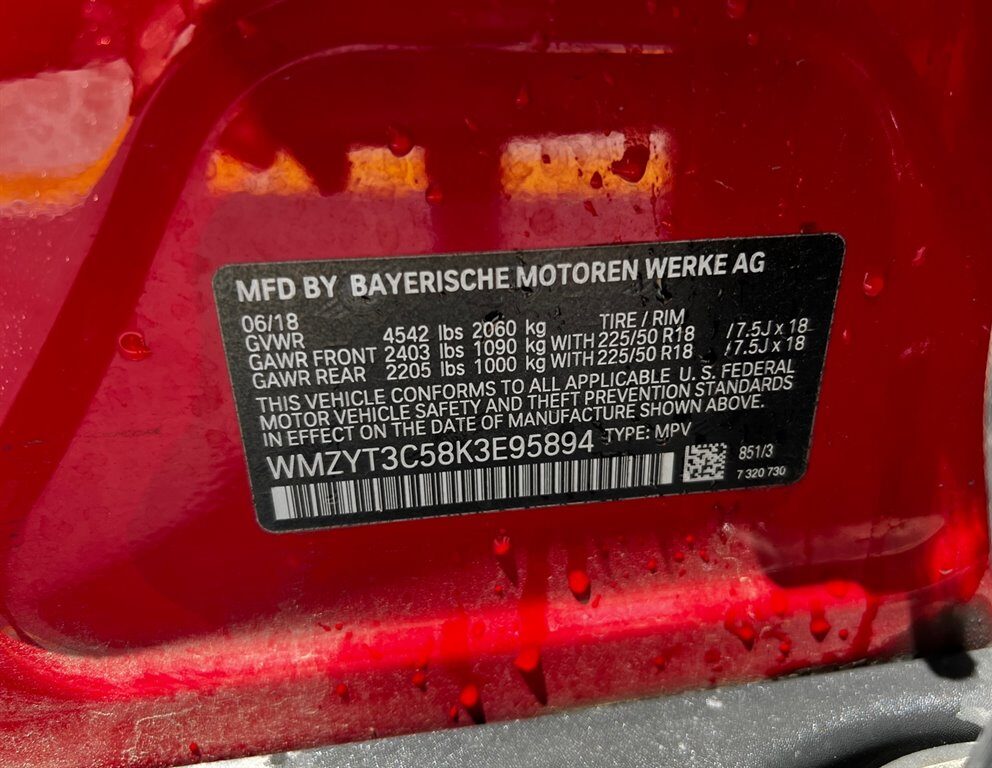 MFD BY BAYERISCHE MOTOREN WERKE AG
06/18 TIRE / RIM
GVWR 4542 lbs 2060 kg
GAWR FRONT 2403 lbs 1090 kg WITH 225/50 R18 /7.5J x 18
GAWR REAR 2205 lbs 1000 kg WITH 225/50 R18 /7.5J x 18
THIS VEHICLE CONFORMS TO ALL APPLICABLE U.S. FEDERAL
MOTOR VEHICLE SAFETY AND THEFT PREVENTION STANDARDS
IN EFFECT ON THE DATE OF MANUFACTURE SHOWN ABOVE.
WMZYT3C58K3E95894 TYPE: MPV
851/3
7 320 730